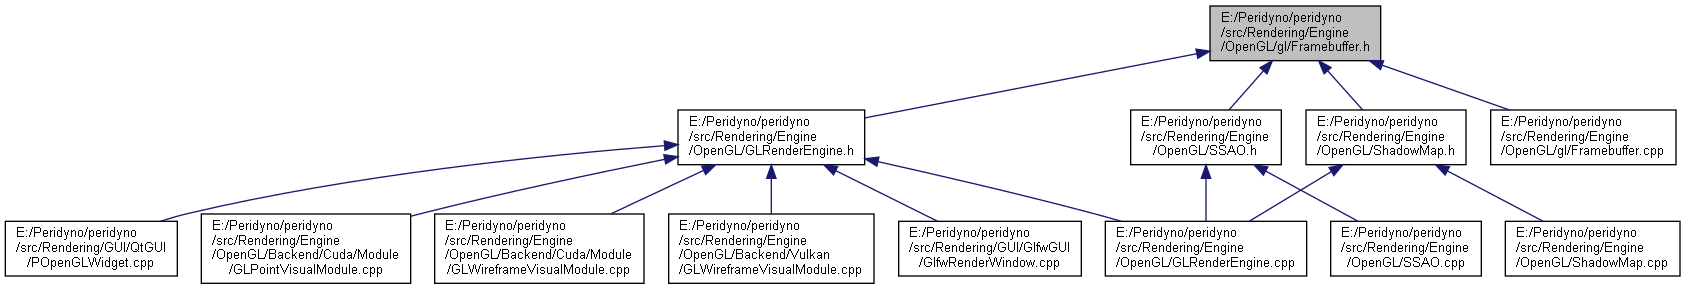 E:/Peridyno/peridyno
/src/Rendering/Engine
/OpenGL/gl/Framebuffer.h
E:/Peridyno/peridyno
/src/Rendering/Engine
/OpenGL/GLRenderEngine.h
E:/Peridyno/peridyno
/src/Rendering/Engine
/OpenGL/SSAO.h
E:/Peridyno/peridyno
/src/Rendering/Engine
/OpenGL/ShadowMap.h
E:/Peridyno/peridyno
/src/Rendering/Engine
/OpenGL/gl/Framebuffer.cpp
E:/Peridyno/peridyno
/src/Rendering/GUI/QtGUI
/POpenGLWidget.cpp
E:/Peridyno/peridyno
/src/Rendering/Engine
/OpenGL/Backend/Cuda/Module
/GLPointVisualModule.cpp
E:/Peridyno/peridyno
/src/Rendering/Engine
/OpenGL/Backend/Cuda/Module
/GLWireframeVisualModule.cpp
E:/Peridyno/peridyno
/src/Rendering/Engine
/OpenGL/Backend/Vulkan
/GLWireframeVisualModule.cpp
E:/Peridyno/peridyno
/src/Rendering/GUI/GlfwGUI
/GlfwRenderWindow.cpp
E:/Peridyno/peridyno
/src/Rendering/Engine
/OpenGL/GLRenderEngine.cpp
E:/Peridyno/peridyno
/src/Rendering/Engine
/OpenGL/SSAO.cpp
E:/Peridyno/peridyno
/src/Rendering/Engine
/OpenGL/ShadowMap.cpp